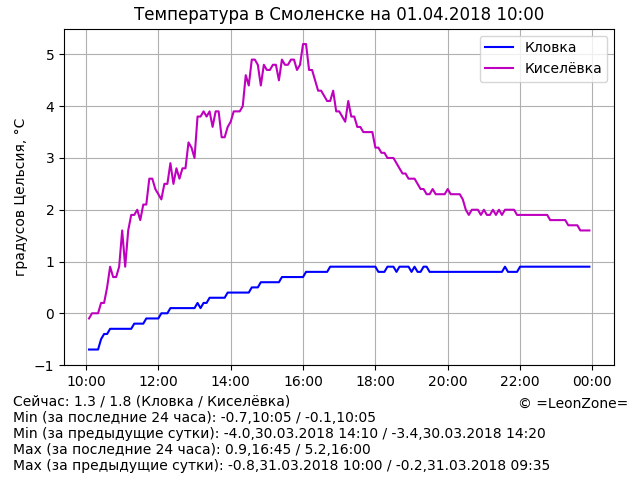 Температура в Смоленске на 01.04.2018 10:00
Кловка
Киселёвка
градусов Цельсия, °C
5
4
3
2
1
0
−1
10:00 12:00 14:00 16:00 18:00 20:00 22:00 00:00
Сейчас: 1.3 / 1.8 (Кловка / Киселёвка)
© =LeonZone=
Min (за последние 24 часа): -0.7,10:05 / -0.1,10:05
Min (за предыдущие сутки): -4.0,30.03.2018 14:10 / -3.4,30.03.2018 14:20
Max (за последние 24 часа): 0.9,16:45 / 5.2,16:00
Max (за предыдущие сутки): -0.8,31.03.2018 10:00 / -0.2,31.03.2018 09:35